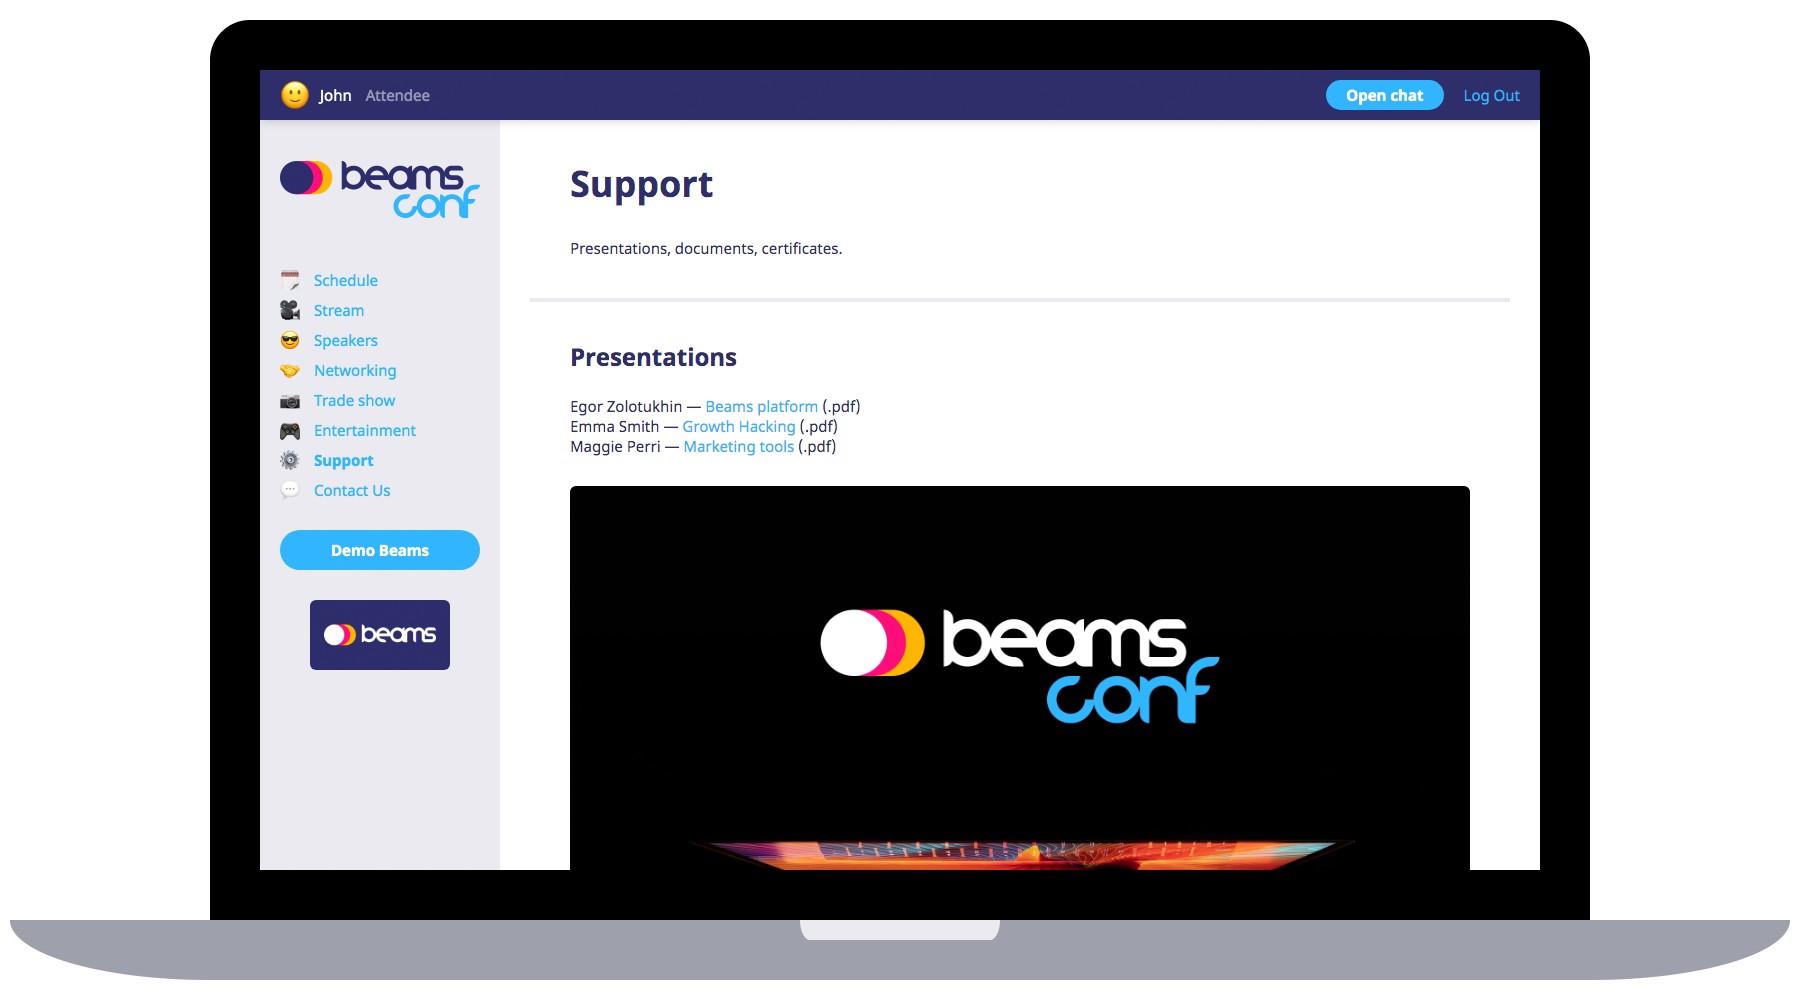 John Attendee Open chat Log Out
beams
conf
Schedule
Stream
Speakers
Networking
Trade show
Entertainment
Support
Contact Us
Demo Beams
beams
Support
Presentations, documents, certificates.
Presentations
Egor Zolotukhin — Beams platform (.pdf)
Emma Smith — Growth Hacking (.pdf)
Maggie Perri — Marketing tools (.pdf)
beams
conf